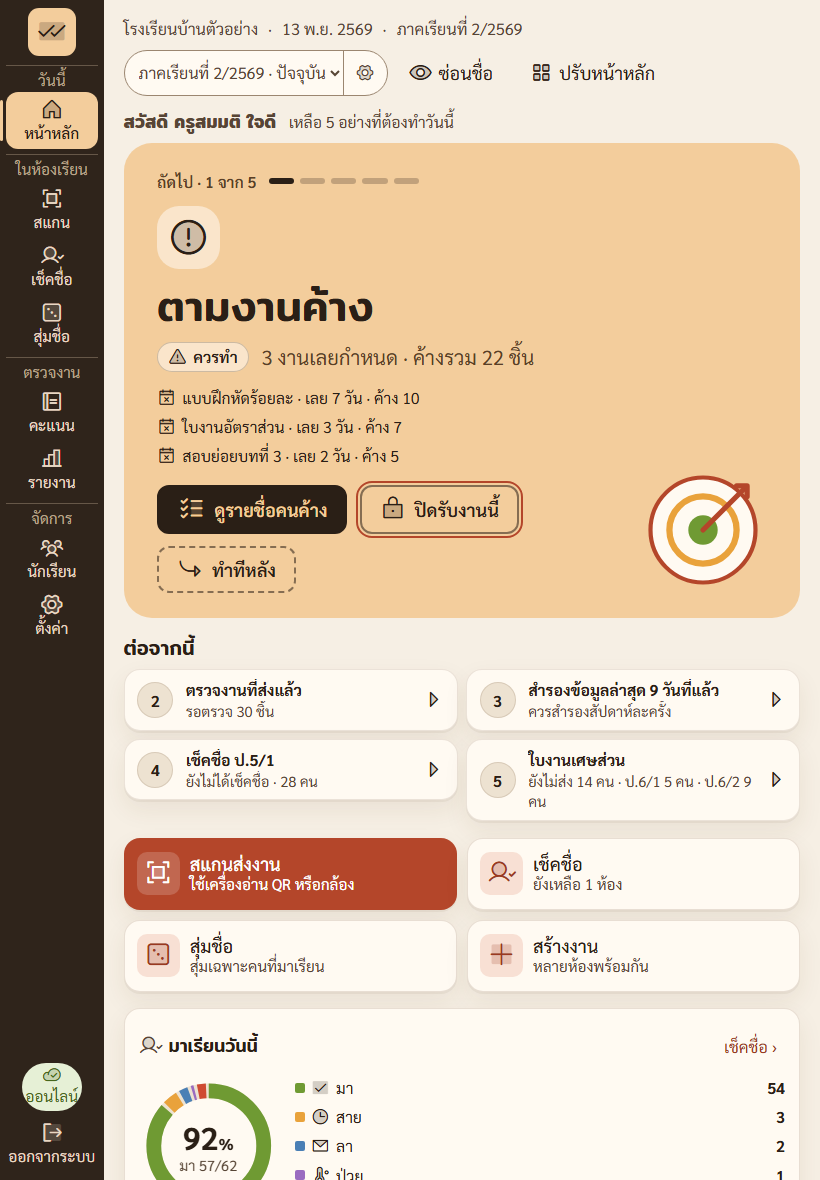 โรงเรียนบ้านตัวอย่าง · 13 พ.ย. 2569 · ภาคเรียนที่ 2/2569
ภาคเรียนที่ 2/2569 · ปัจจุบัน
ซ่อนชื่อ
ปรับหน้าหลัก
สวัสดี ครูสมมติ ใจดี เหลือ 5 อย่างที่ต้องทำวันนี้
วันนี้
หน้าหลัก
ในห้องเรียน
สแกน
เช็คชื่อ
สุ่มชื่อ
ตรวจงาน
คะแนน
รายงาน
จัดการ
นักเรียน
ตั้งค่า
ออนไลน์
ออกจากระบบ
ถัดไป · 1 จาก 5
ตามงานค้าง
ควรทำ
3 งานเลยกำหนด · ค้างรวม 22 ชิ้น
แบบฝึกหัดร้อยละ · เลย 7 วัน · ค้าง 10
ใบงานอัตราส่วน · เลย 3 วัน · ค้าง 7
สอบย่อยบทที่ 3 · เลย 2 วัน · ค้าง 5
ดูรายชื่อคนค้าง
ปิดรับงานนี้
ทำทีหลัง
ต่อจากนี้
2
ตรวจงานที่ส่งแล้ว
รอตรวจ 30 ชิ้น
3
สำรองข้อมูลล่าสุด 9 วันที่แล้ว
ควรสำรองสัปดาห์ละครั้ง
4
เช็คชื่อ ป.5/1
ยังไม่ได้เช็คชื่อ · 28 คน
5
ใบงานเศษส่วน
ยังไม่ส่ง 14 คน · ป.6/1 5 คน · ป.6/2 9
คน
สแกนส่งงาน
ใช้เครื่องอ่าน QR หรือกล้อง
เช็คชื่อ
ยังเหลือ 1 ห้อง
สุ่มชื่อ
สุ่มเฉพาะคนที่มาเรียน
สร้างงาน
หลายห้องพร้อมกัน
มาเรียนวันนี้
เช็คชื่อ ›
92%
มา 57/62
มา 54
สาย 3
ลา 2
ป่วย 1